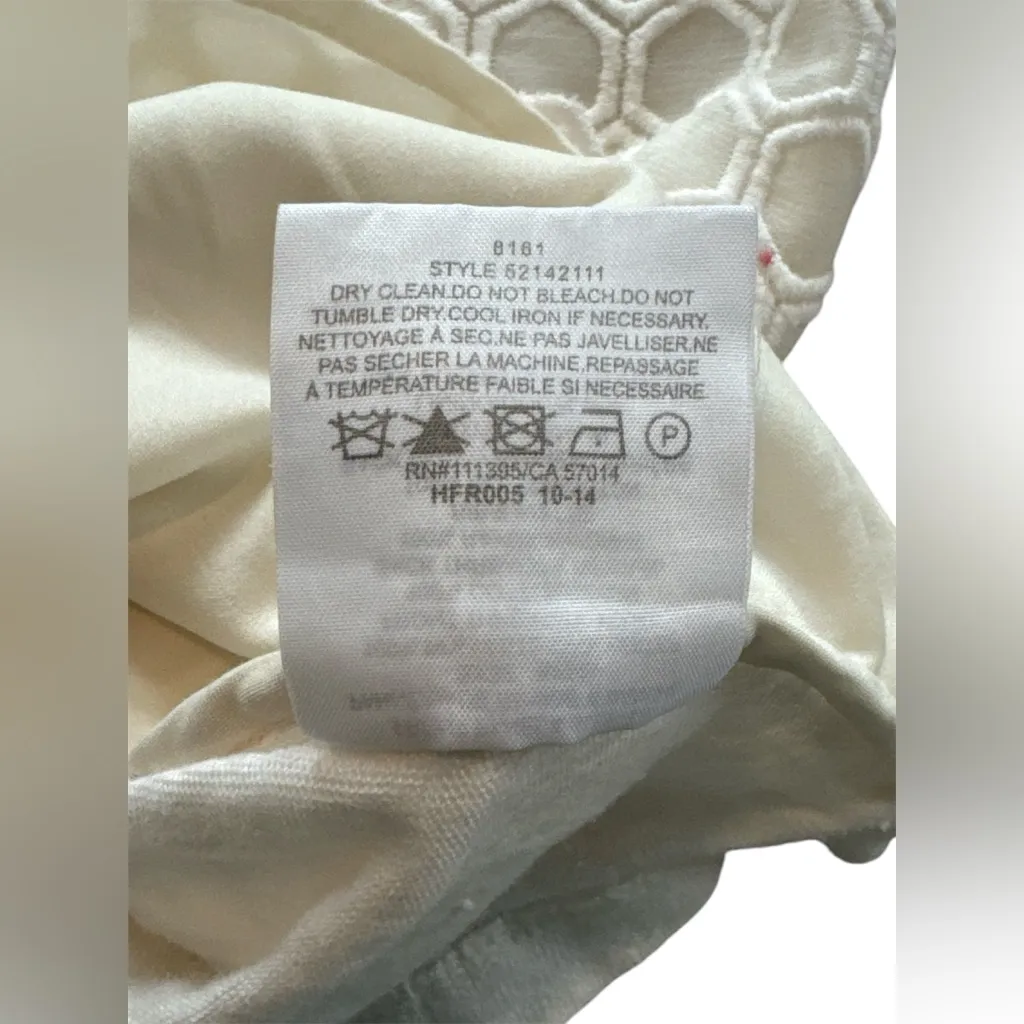 8161
STYLE 62142111
DRY CLEAN.DO NOT BLEACH.DO NOT
TUMBLE DRY.COOL IRON IF NECESSARY.
NETTOYAGE À SEC.NE PAS JAVELLISER.NE
PAS SECHER LA MACHINE,REPASSAGE
À TEMPÉRATURE FAIBLE SI NECESSAIRE.
P
RN#111395/CA 57014
HFR005 10-14